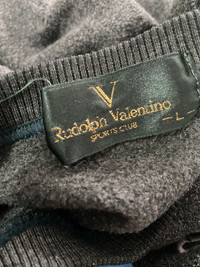 V
Rudolph Valentino
SPORTS CLUB
- L -